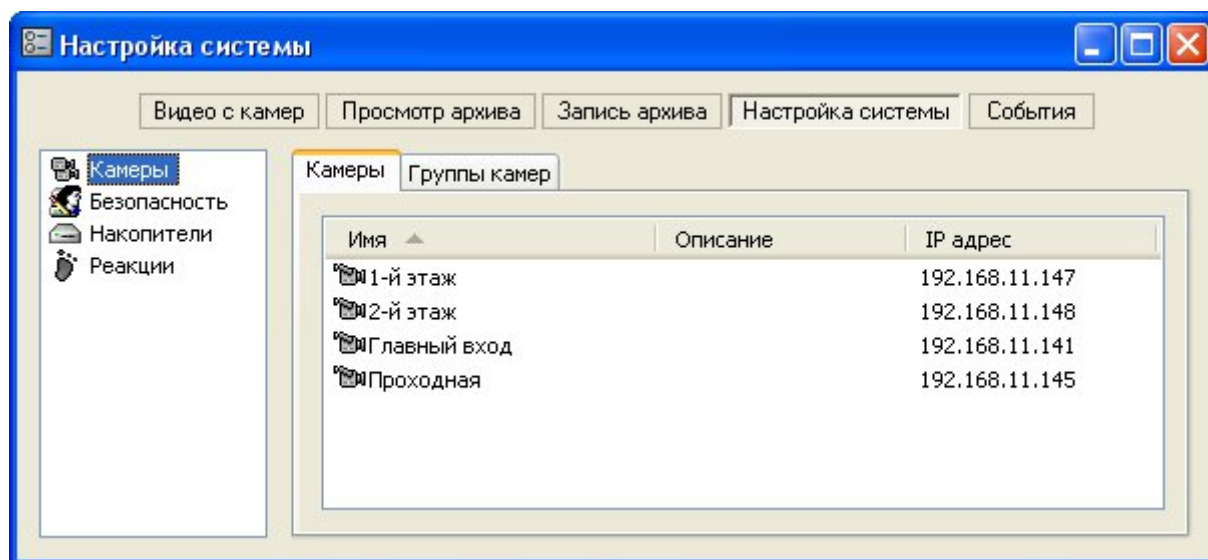 Настройка системы
Видео с камер Просмотр архива Запись архива Настройка системы События
Камеры
Безопасность
Накопители
Реакции
Камеры Группы камер
Имя Описание IP адрес
1-й этаж 192.168.11.147
2-й этаж 192.168.11.148
Главный вход 192.168.11.141
Проходная 192.168.11.145